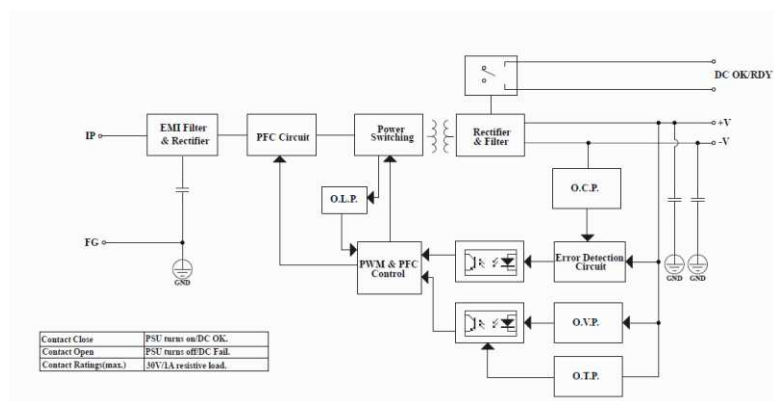 DC OK/RDY
EMI Filter
& Rectifier
PFC Circuit
Power
Switching
Rectifier
& Filter
IP
+V
-V
O.L.P.
O.C.P.
FG
PWM & PFC
Control
Error Detection
Circuit
GND
GND
GND
O.V.P.
O.T.P.
Contact Close PSU turns on/DC OK.
Contact Open PSU turns off/DC Fail.
Contact Ratings(max.) 30V/1A resistive load.